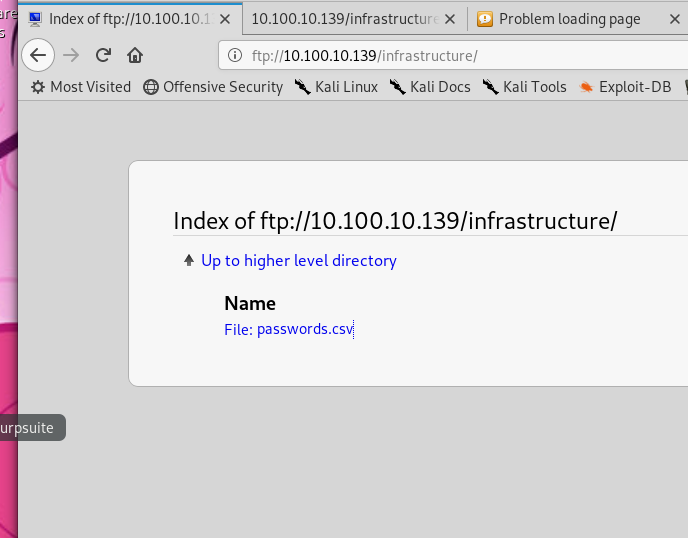 are
s
Index of ftp://10.100.10.1
10.100.10.139/infrastructure
Problem loading page
ftp://10.100.10.139/infrastructure/
Most Visited
Offensive Security
Kali Linux
Kali Docs
Kali Tools
Exploit-DB
Index of ftp://10.100.10.139/infrastructure/
Up to higher level directory
Name
File: passwords.csv
urpsuite